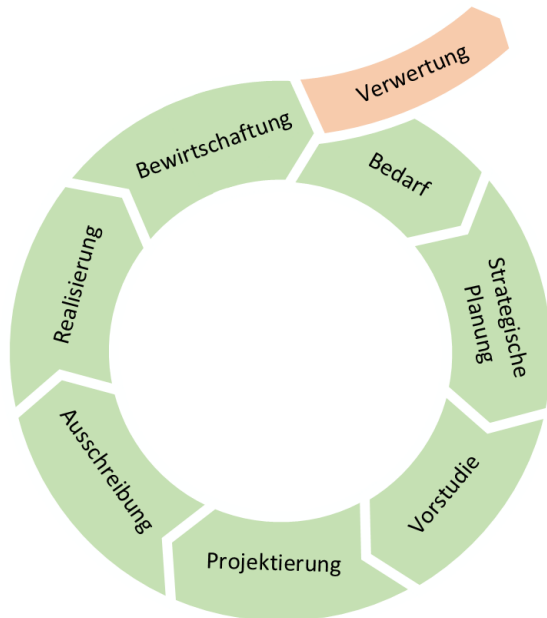 Verwertung
Bedarf
Strategische
Planung
Vorstudie
Projektierung
Ausschreibung
Realisierung
Bewirtschaftung